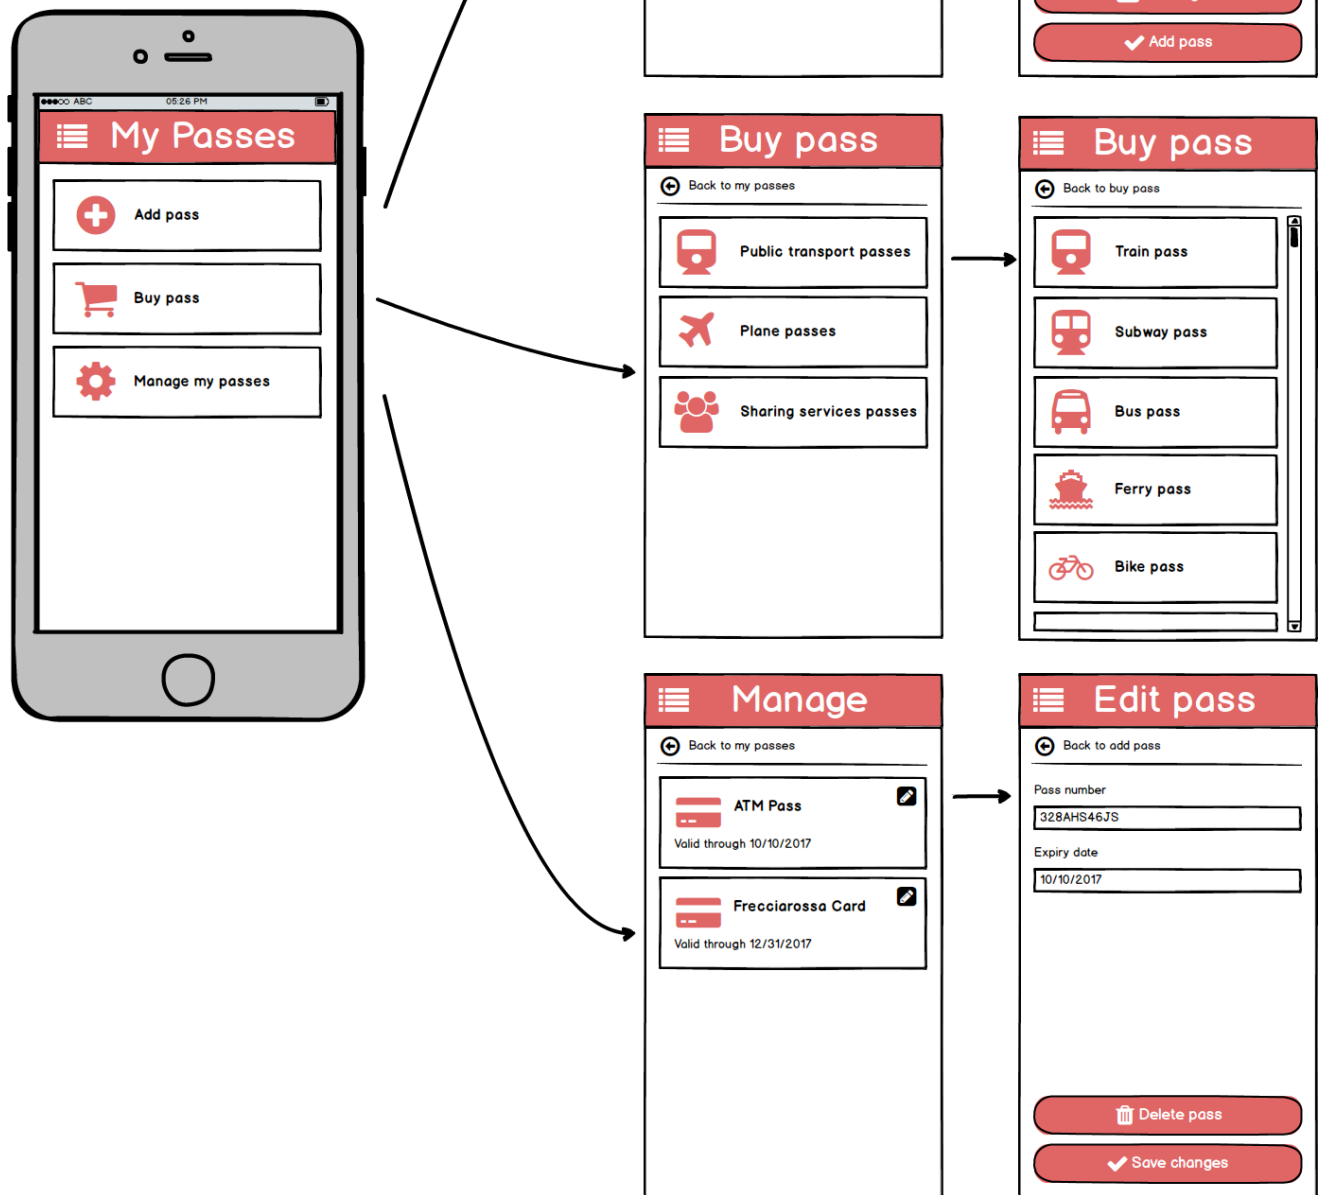 ABC 05:26 PM
My Passes
Add pass
Buy pass
Manage my passes
Add pass
Buy pass
Back to my passes
Public transport passes
Plane passes
Sharing services passes
Buy pass
Back to buy pass
Train pass
Subway pass
Bus pass
Ferry pass
Bike pass
Manage
Back to my passes
ATM Pass
Valid through 10/10/2017
Frecciarossa Card
Valid through 12/31/2017
Edit pass
Back to add pass
Pass number
328AHS46JS
Expiry date
10/10/2017
Delete pass
Save changes